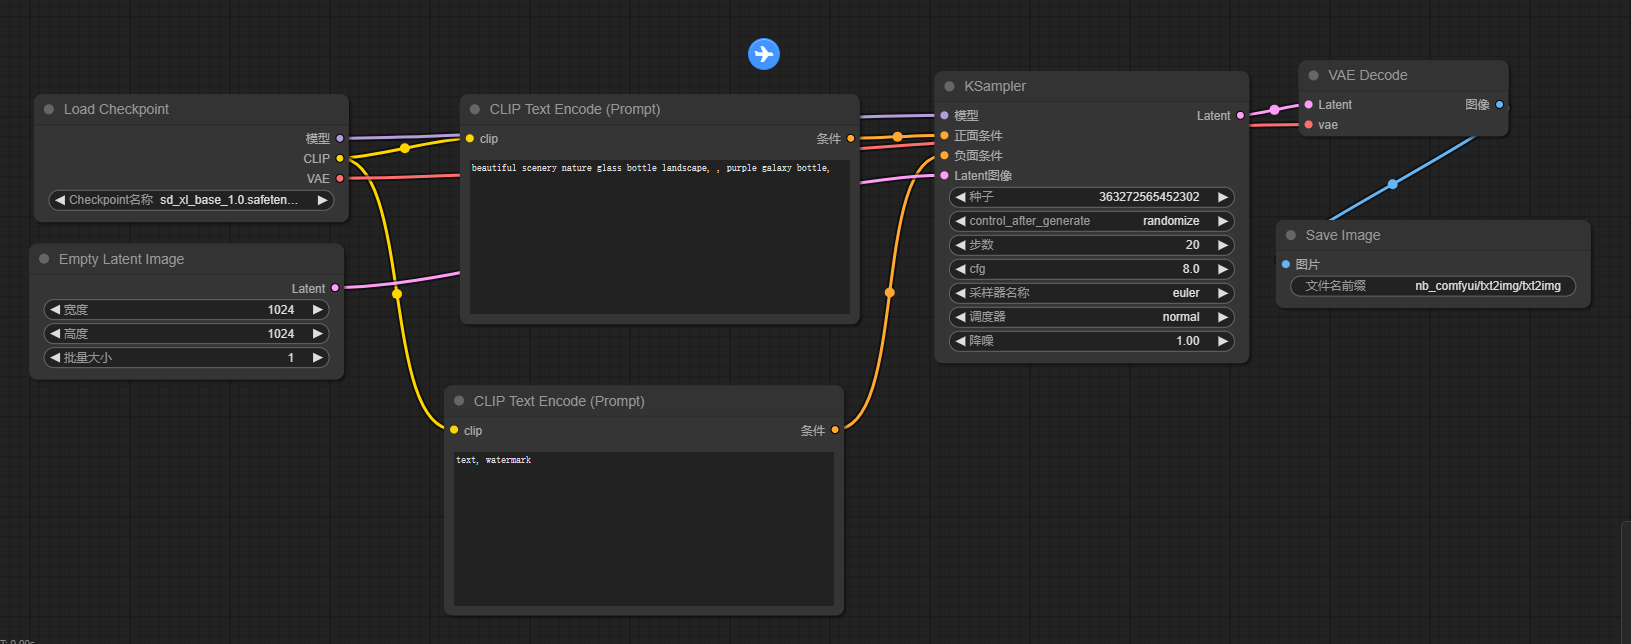 Load Checkpoint
模型
CLIP
VAE
Checkpoint名称 sd_xl_base_1.0.safeten...
Empty Latent Image
Latent
宽度 1024
高度 1024
批量大小 1
CLIP Text Encode (Prompt)
clip 条件
beautiful scenery nature glass bottle landscape, , purple galaxy bottle,
CLIP Text Encode (Prompt)
clip 条件
text, watermark
KSampler
模型 Latent
正面条件
负面条件
Latent图像
种子 363272565452302
control_after_generate randomize
步数 20
cfg 8.0
采样器名称 euler
调度器 normal
降噪 1.00
VAE Decode
Latent 图像
vae
Save Image
图片
文件名前缀 nb_comfyui/txt2img/txt2img